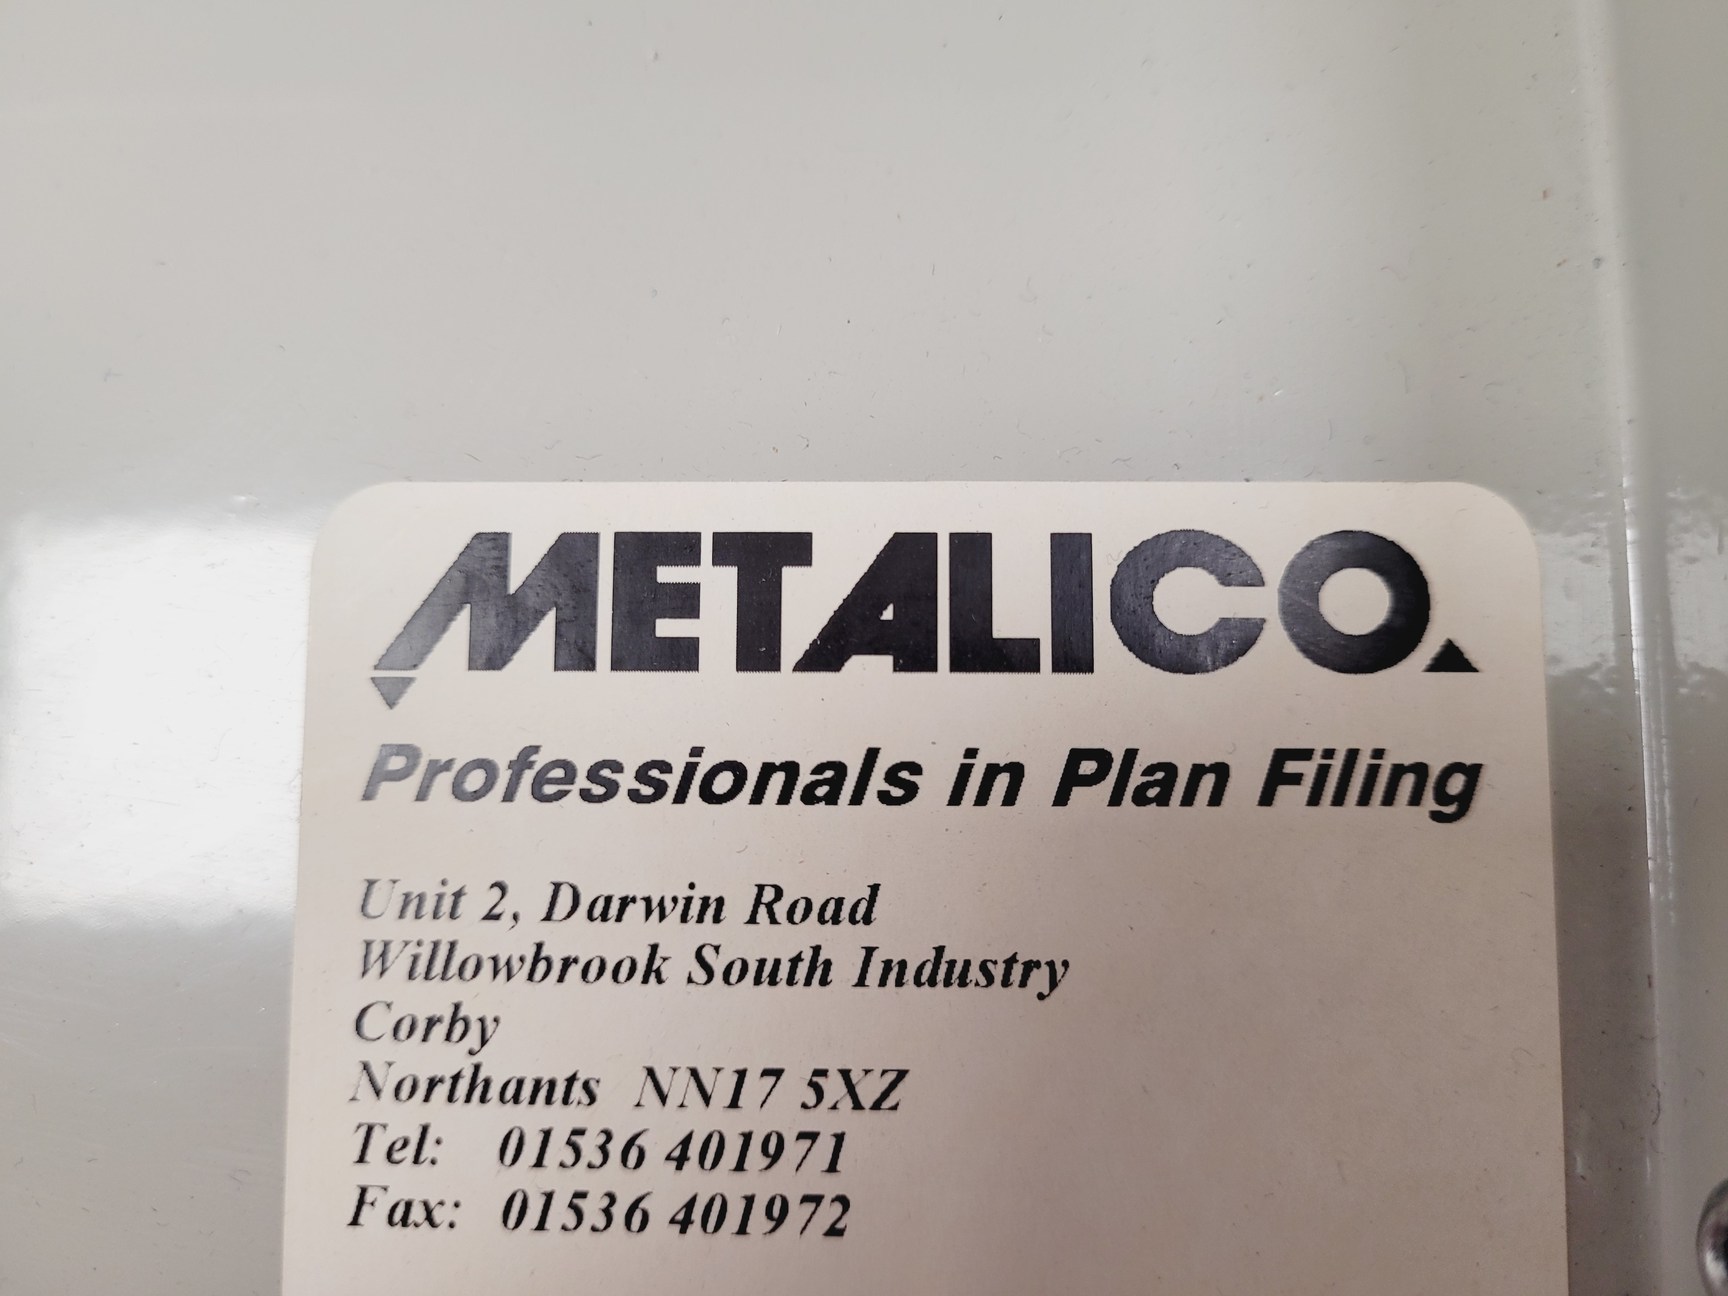 METALICO.
Professionals in Plan Filing
Unit 2, Darwin Road
Willowbrook South Industry
Corby
Northants NN17 5XZ
Tel: 01536 401971
Fax: 01536 401972